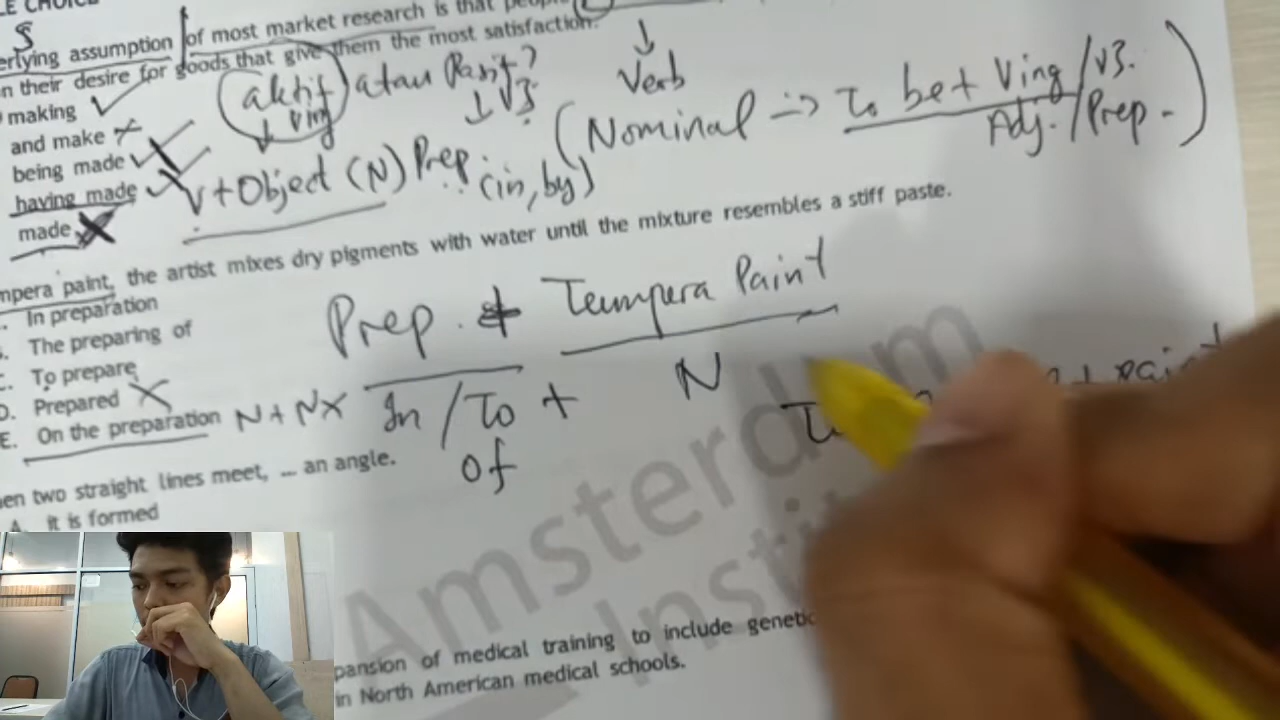 LE CHOICE
S
erlying assumption of most market research is that peop
n their desire for goods that give them the most satisfaction.
making
and make
being made
having made
made
aktif atau Pasif?
Ving V3
Verb
V + Object (N) Prep (in, by)
(Nominal => To be + Ving / V3.
Adj. / Prep.)
mpera paint, the artist mixes dry pigments with water until the mixture resembles a stiff paste.
In preparation
The preparing of
To prepare
D. Prepared
E. On the preparation
Prep. + Tempera Paint
N + N X In / To + N
of
en two straight lines meet, ... an angle.
A. it is formed
pansion of medical training to include genetic
in North American medical schools.
Amsterdam
Instit